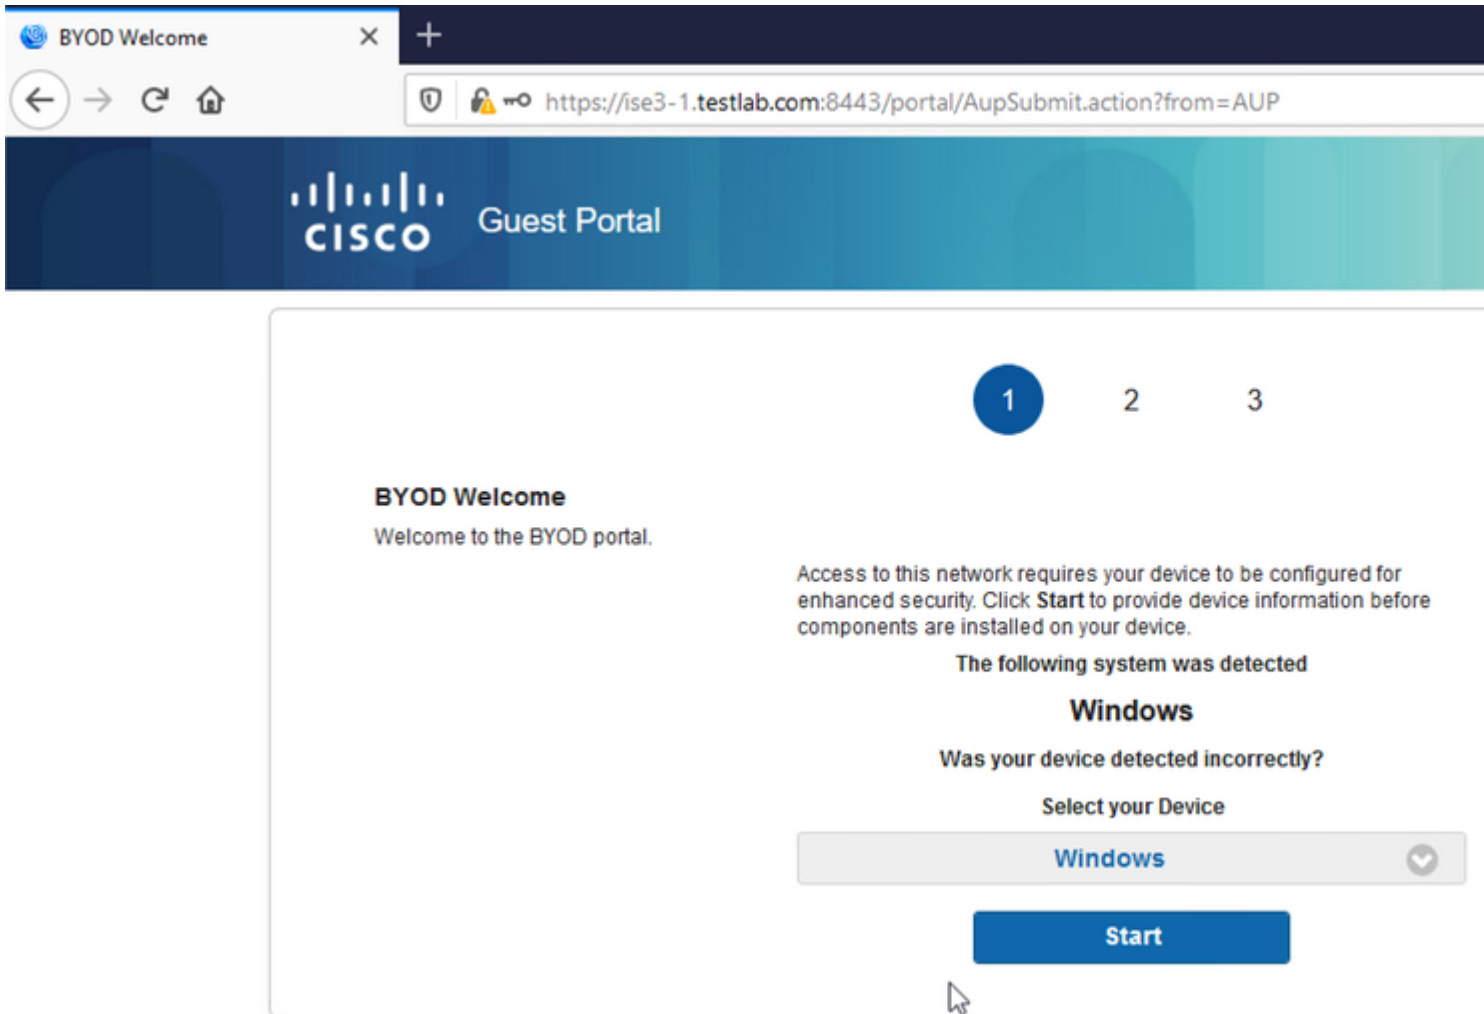 BYOD Welcome
https://ise3-1.testlab.com:8443/portal/AupSubmit.action?from=AUP
CISCO
Guest Portal
1 2 3
BYOD Welcome
Welcome to the BYOD portal.
Access to this network requires your device to be configured for
enhanced security. Click Start to provide device information before
components are installed on your device.
The following system was detected
Windows
Was your device detected incorrectly?
Select your Device
Windows
Start